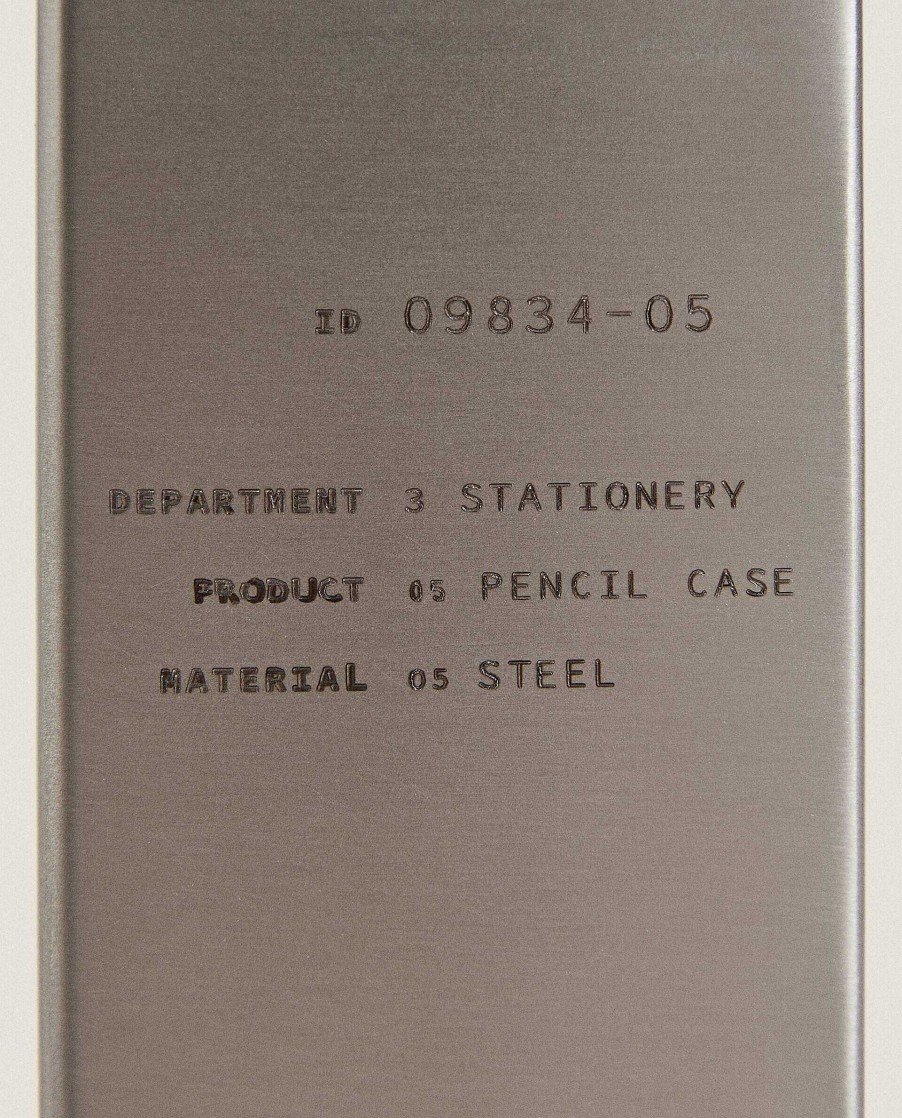 ID 09834-05
DEPARTMENT 3 STATIONERY
PRODUCT 05 PENCIL CASE
MATERIAL 05 STEEL